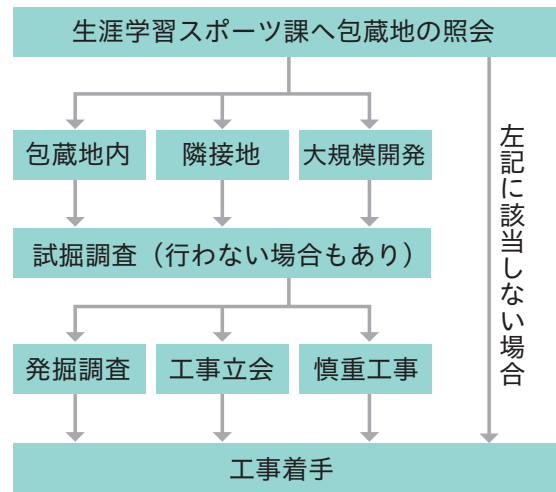 生涯学習スポーツ課へ包蔵地の照会
包蔵地内
隣接地
大規模開発
左記に該当しない場合
試掘調査（行わない場合もあり）
発掘調査
工事立会
慎重工事
工事着手